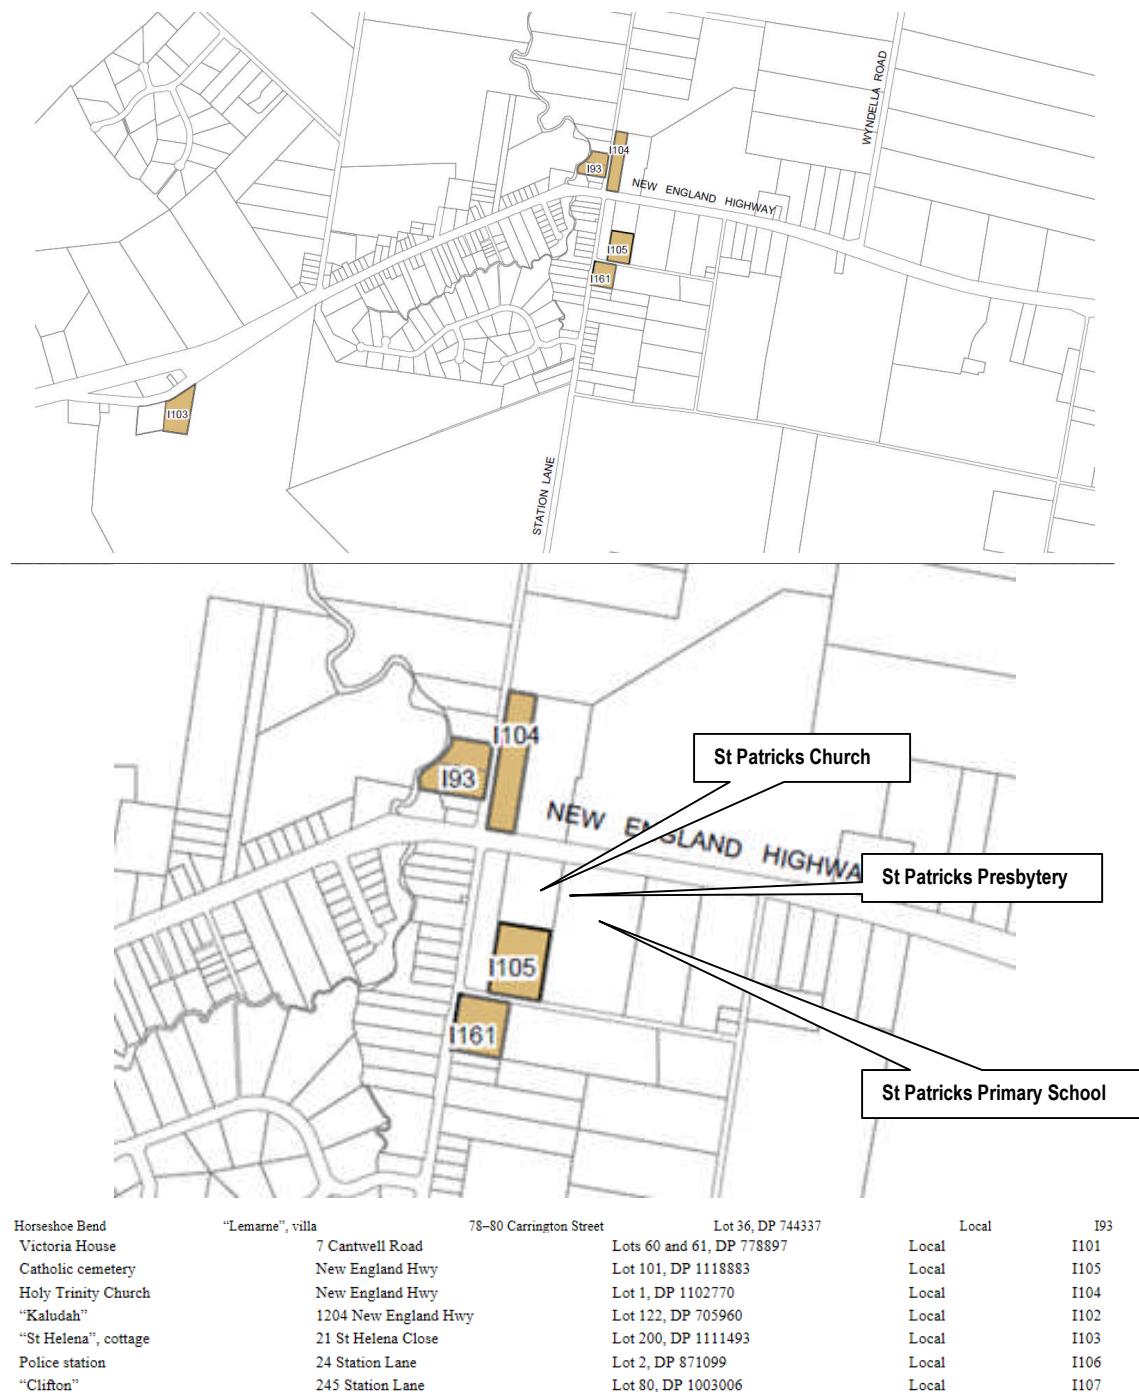 WYNDELLA ROAD
I104
I93
NEW ENGLAND HIGHWAY
I105
I161
I103
STATION LANE
I104
I93
St Patricks Church
NEW ENGLAND HIGHWA
St Patricks Presbytery
I105
I161
St Patricks Primary School
Horseshoe Bend "Lemarne", villa 78–80 Carrington Street Lot 36, DP 744337 Local I93
Victoria House 7 Cantwell Road Lots 60 and 61, DP 778897 Local I101
Catholic cemetery New England Hwy Lot 101, DP 1118883 Local I105
Holy Trinity Church New England Hwy Lot 1, DP 1102770 Local I104
"Kaludah" 1204 New England Hwy Lot 122, DP 705960 Local I102
"St Helena", cottage 21 St Helena Close Lot 200, DP 1111493 Local I103
Police station 24 Station Lane Lot 2, DP 871099 Local I106
"Clifton" 245 Station Lane Lot 80, DP 1003006 Local I107